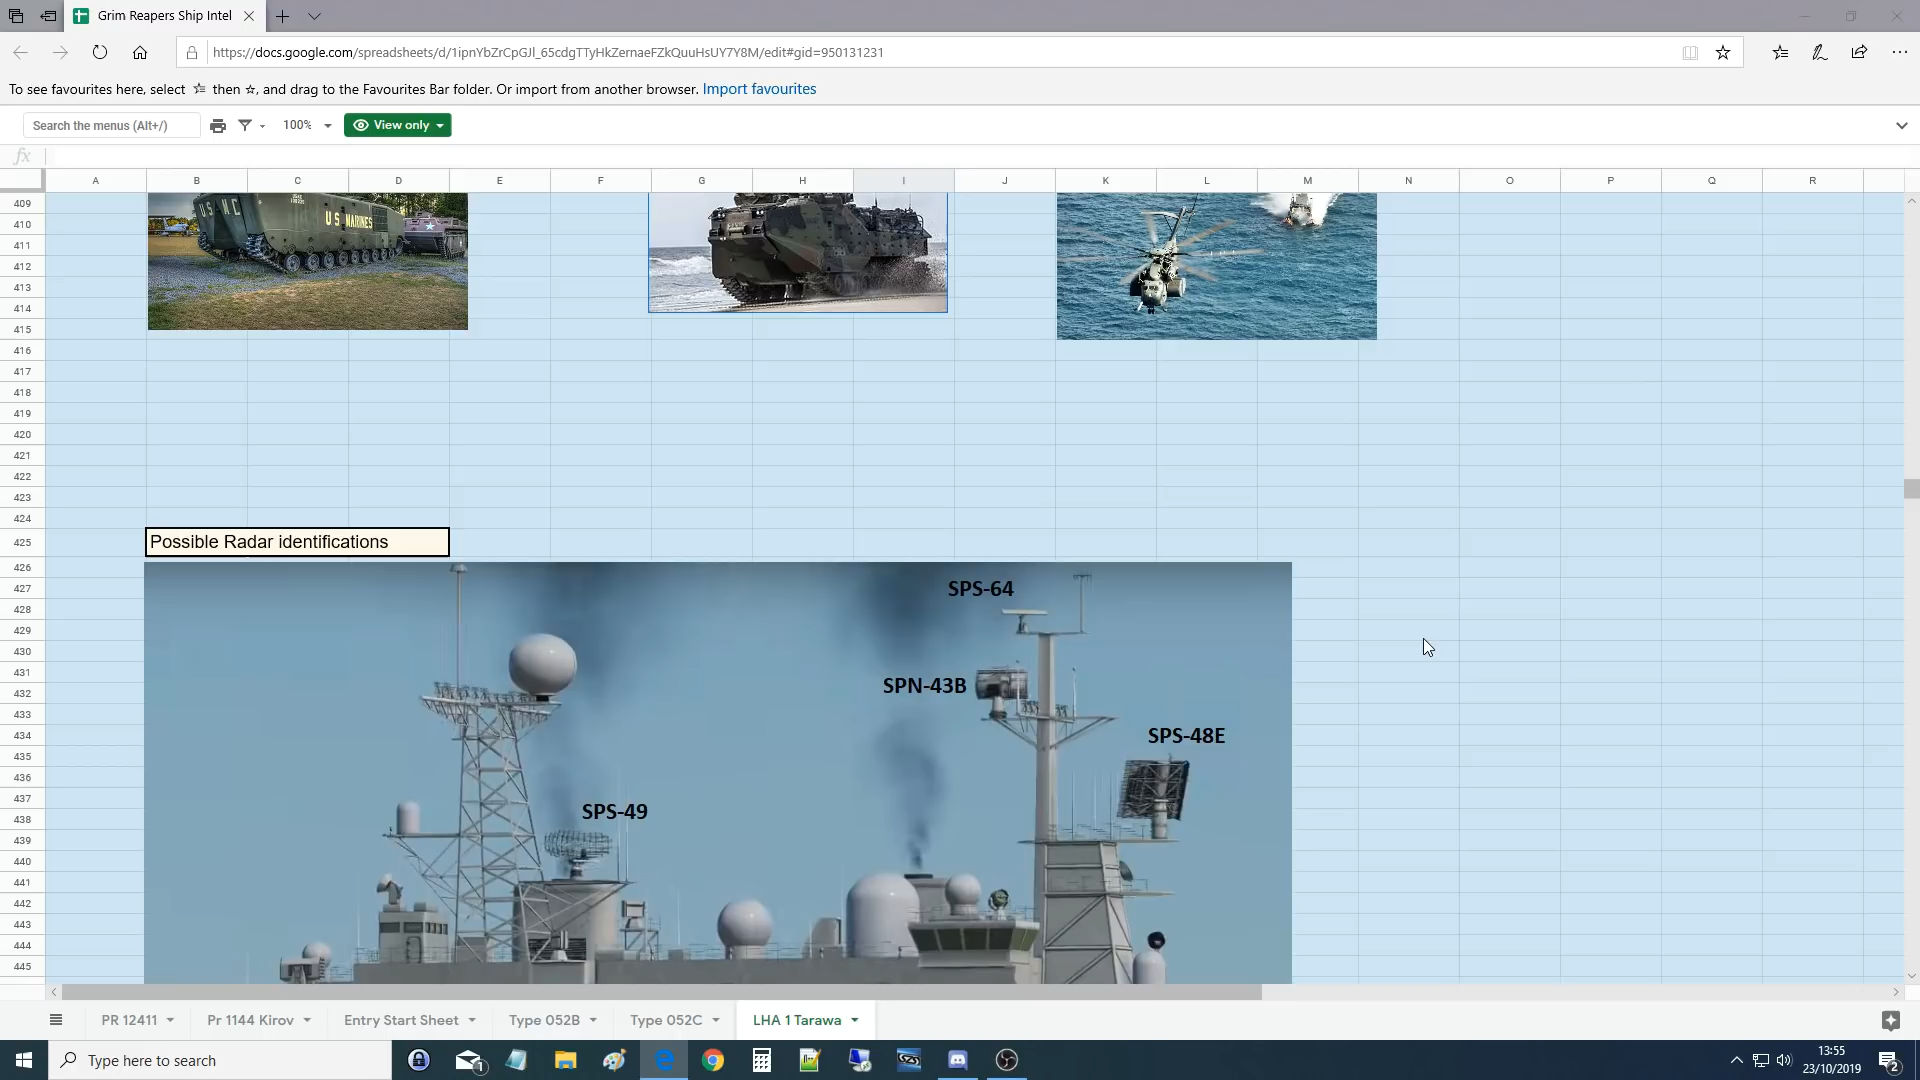 Grim Reapers Ship Intel
https://docs.google.com/spreadsheets/d/1ipnYbZrCpGJl_65cdgTTyHkZernaeFZkQuuHsUY7Y8M/edit#gid=950131231
To see favourites here, select then , and drag to the Favourites Bar folder. Or import from another browser. Import favourites
Search the menus (Alt+/) 100% View only
fx
A B C D E F G H I J K L M N O P Q R
409
410
411
412
413
414
415
416
417
418
419
420
421
422
423
424
425
426
427
428
429
430
431
432
433
434
435
436
437
438
439
440
441
442
443
444
445
US MC
U S MARINES
Possible Radar identifications
SPS-64
SPN-43B
SPS-48E
SPS-49
PR 12411 Pr 1144 Kirov Entry Start Sheet Type 052B Type 052C LHA 1 Tarawa
Type here to search
1
13:55
23/10/2019
2